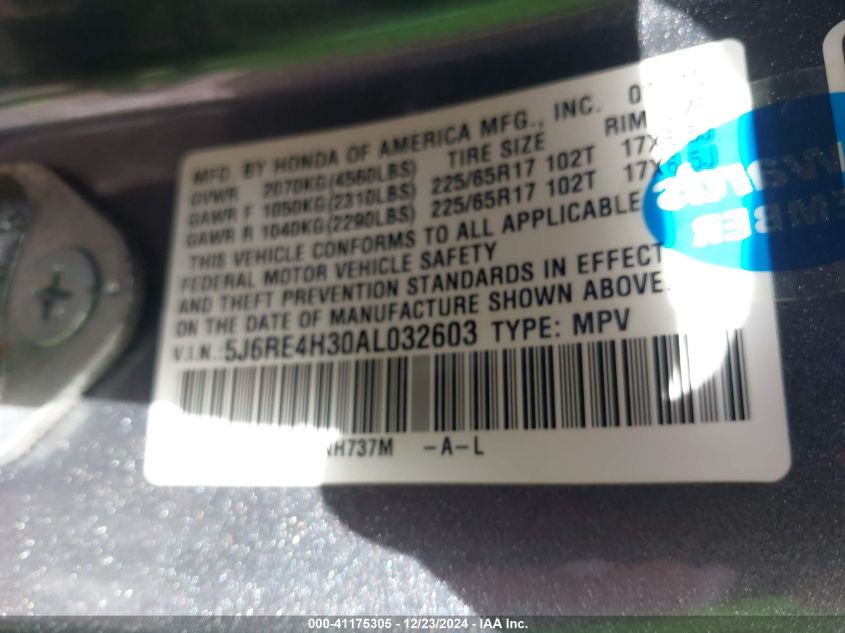 MFD. BY HONDA OF AMERICA MFG., INC.
GVWR 2070KG(4560LBS) TIRE SIZE RIM
GAWR F 1050KG(2310LBS) 225/65R17 102T
GAWR R 1040KG(2290LBS) 225/65R17 102T
THIS VEHICLE CONFORMS TO ALL APPLICABLE
FEDERAL MOTOR VEHICLE SAFETY
AND THEFT PREVENTION STANDARDS IN EFFECT
ON THE DATE OF MANUFACTURE SHOWN ABOVE.
V.I.N.: 5J6RE4H30AL032603 TYPE: MPV
NH737M -A-L
000-41175305 - 12/23/2024 - IAA Inc.